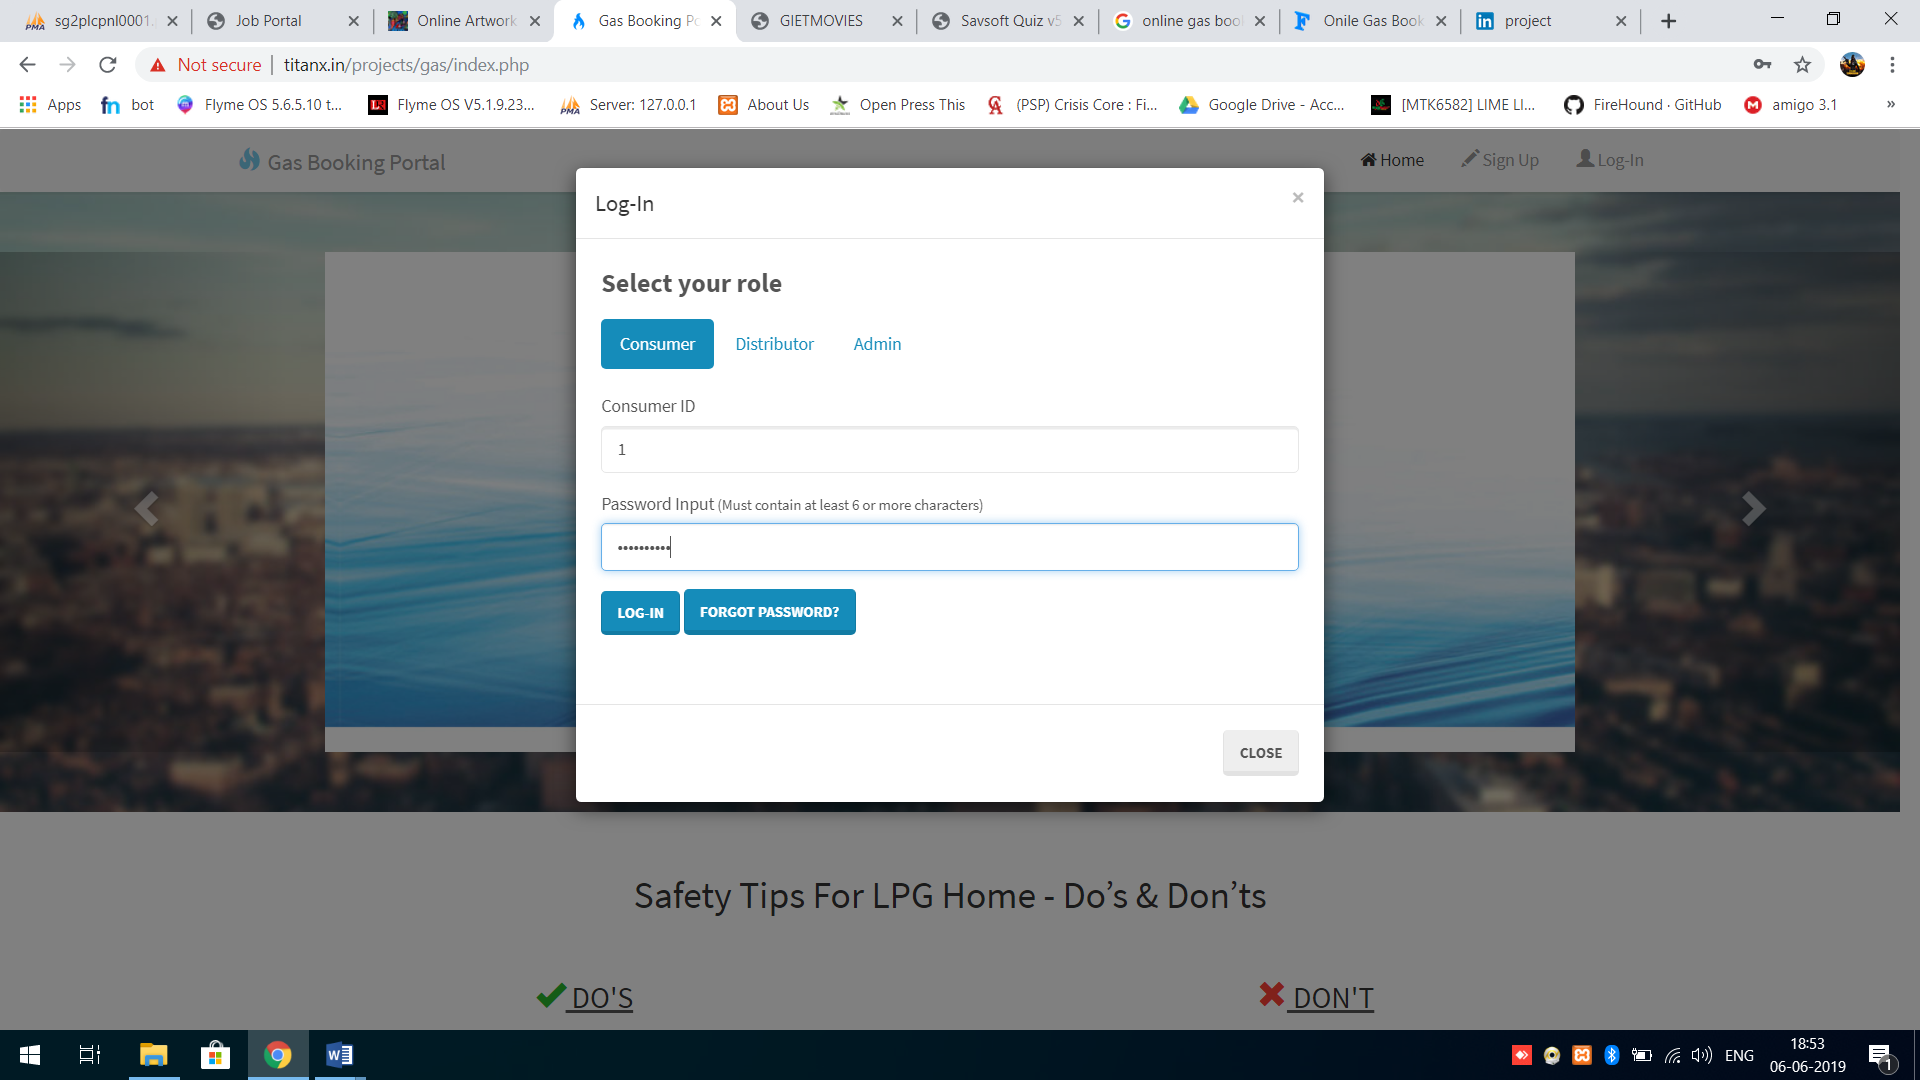 sg2plcpnl0001.
Job Portal
Online Artwork
Gas Booking Po
GIETMOVIES
Savsoft Quiz v5
online gas boo
Onile Gas Book
project
Not secure
titanx.in/projects/gas/index.php
Apps
fn bot
Flyme OS 5.6.5.10 t...
LR Flyme OS V5.1.9.23...
PMA Server: 127.0.0.1
About Us
Open Press This
(PSP) Crisis Core : Fi...
Google Drive - Acc...
[MTK6582] LIME LI...
FireHound · GitHub
amigo 3.1
»
Gas Booking Portal
Home
Sign Up
Log-In
Log-In
×
Select your role
Consumer
Distributor
Admin
Consumer ID
1
Password Input (Must contain at least 6 or more characters)
••••••••••
LOG-IN
FORGOT PASSWORD?
CLOSE
Safety Tips For LPG Home - Do’s & Don’ts
DO'S
DON'T
ENG
18:53
06-06-2019
1